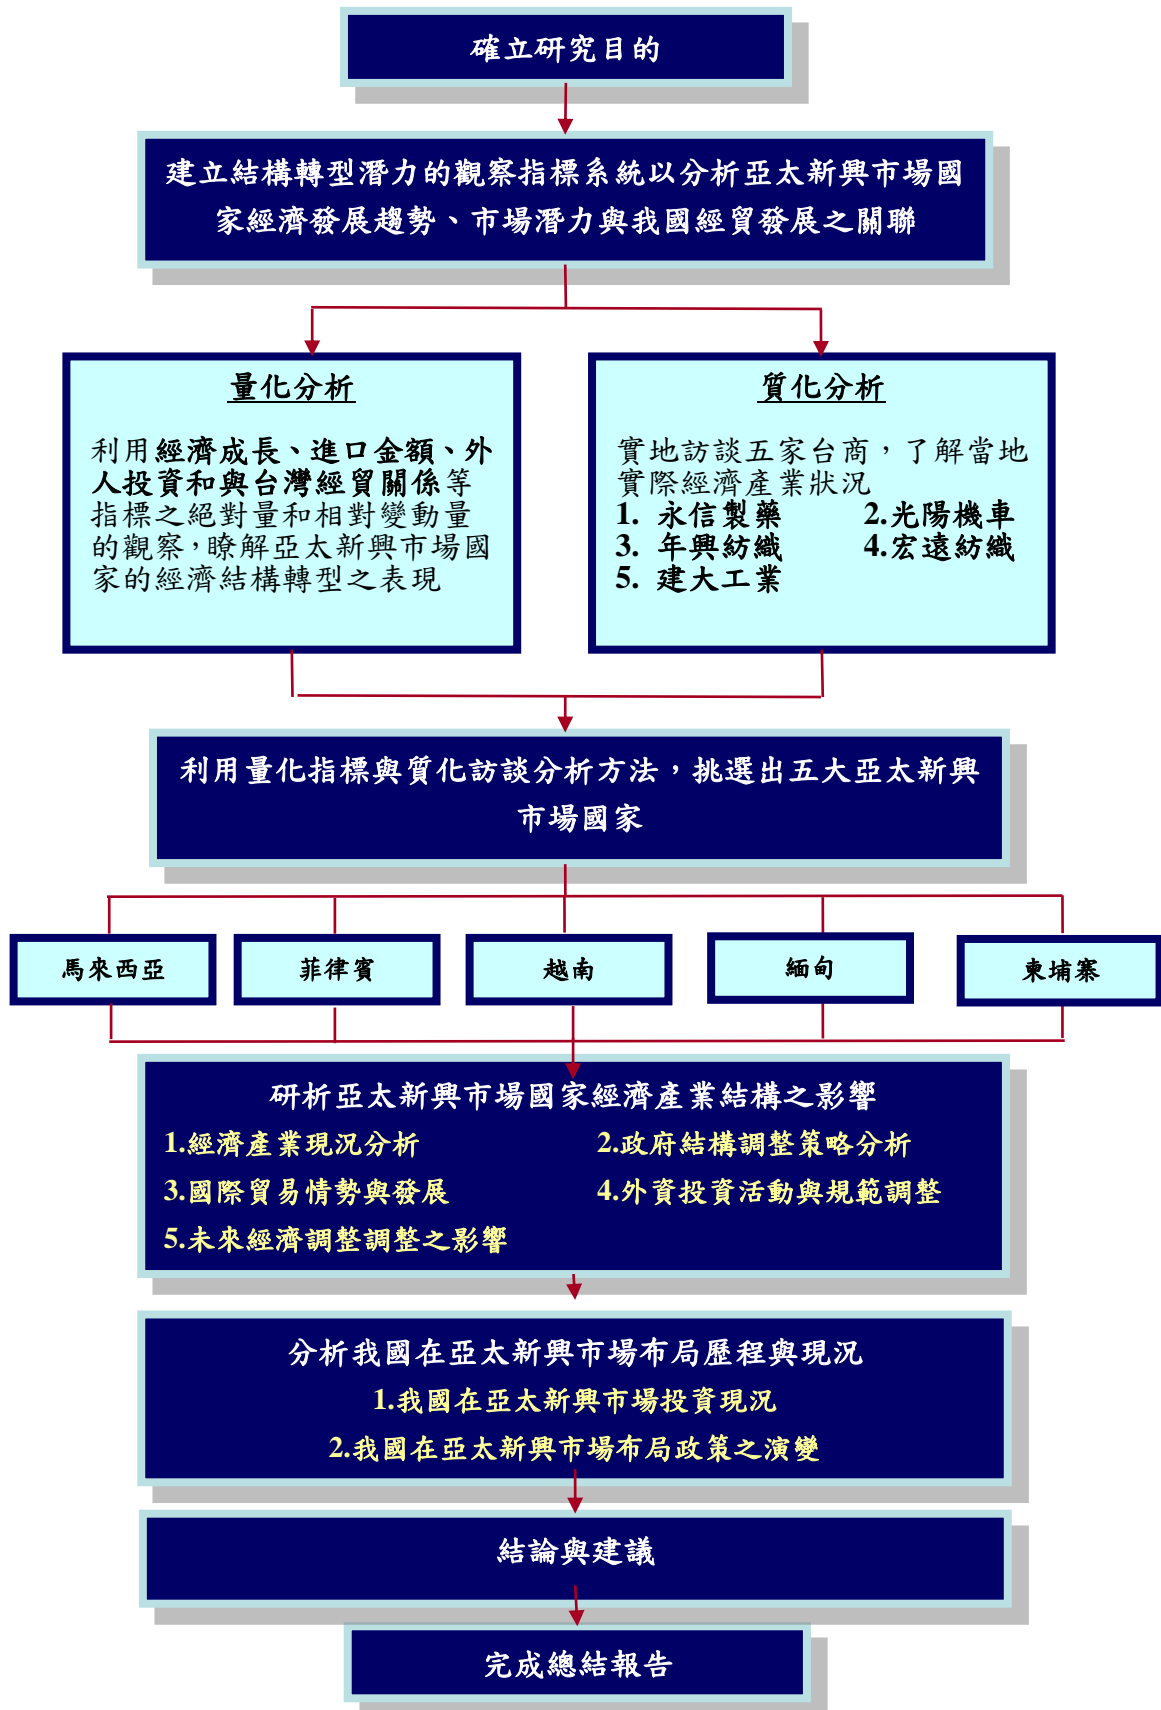 確立研究目的
建立結構轉型潛力的觀察指標系統以分析亞太新興市場國
家經濟發展趨勢、市場潛力與我國經貿發展之關聯
量化分析
利用經濟成長、進口金額、外
人投資和與台灣經貿關係等
指標之絕對量和相對變動量
的觀察，瞭解亞太新興市場國
家的經濟結構轉型之表現
質化分析
實地訪談五家台商，了解當地
實際經濟產業狀況
1. 永信製藥 2.光陽機車
3. 年興紡織 4.宏遠紡織
5. 建大工業
利用量化指標與質化訪談分析方法，挑選出五大亞太新興
市場國家
馬來西亞
菲律賓
越南
緬甸
柬埔寨
研析亞太新興市場國家經濟產業結構之影響
1.經濟產業現況分析 2.政府結構調整策略分析
3.國際貿易情勢與發展 4.外資投資活動與規範調整
5.未來經濟調整調整之影響
分析我國在亞太新興市場布局歷程與現況
1.我國在亞太新興市場投資現況
2.我國在亞太新興市場布局政策之演變
結論與建議
完成總結報告